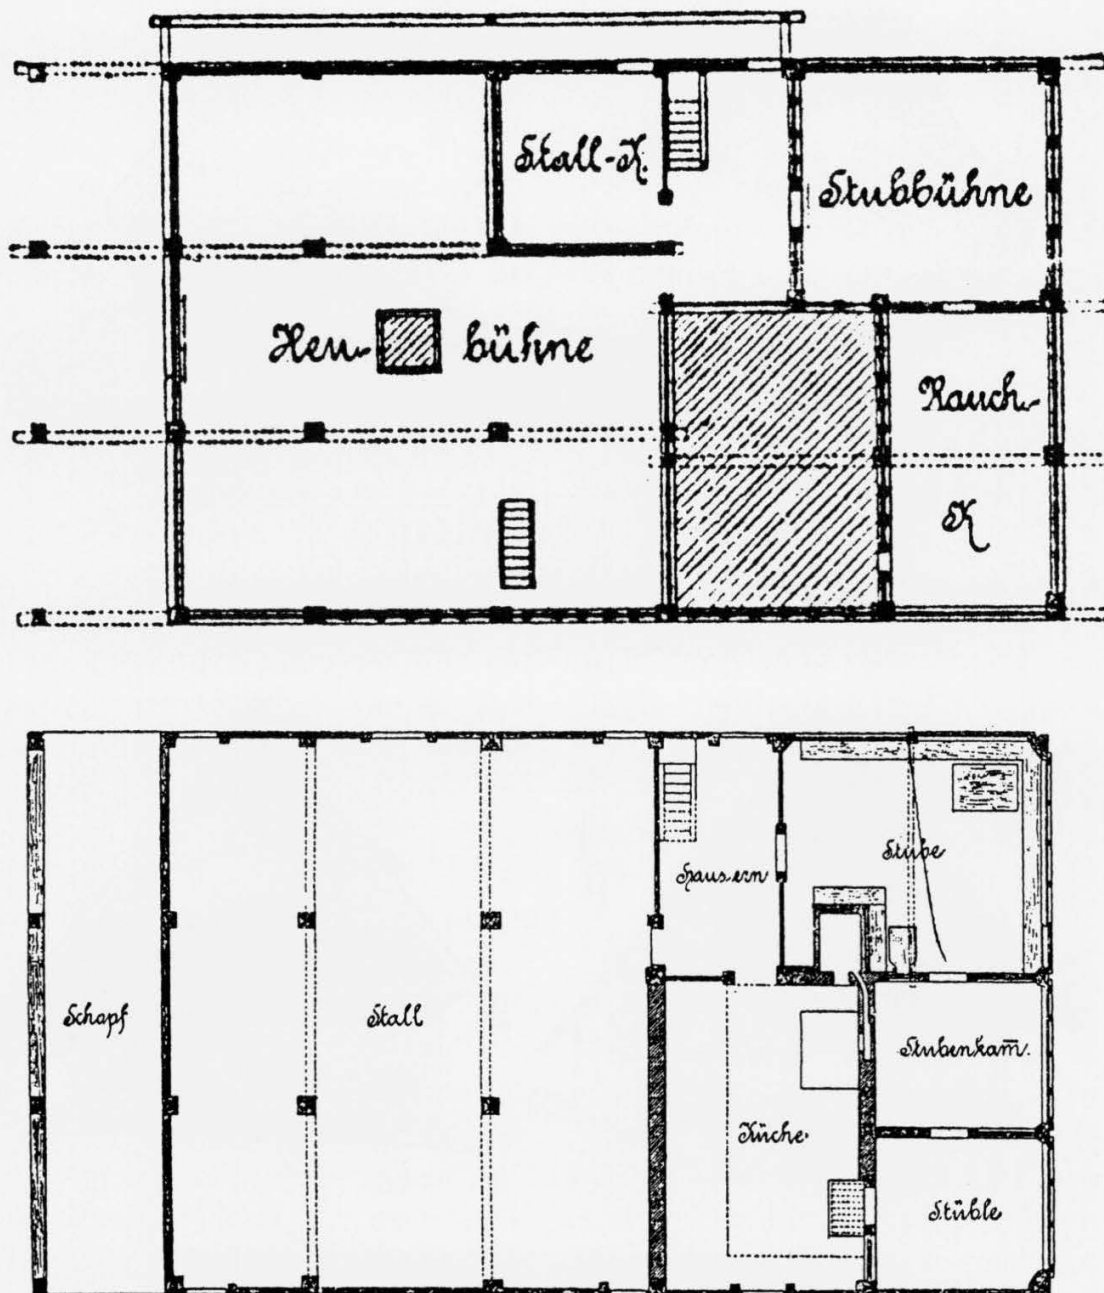 Stall-K.
Stubbühne
Heu- bühne
Rauch-
K
Stube
Hausern
Schopf
Stall
Stubenkam̅.
Küche
Stüble